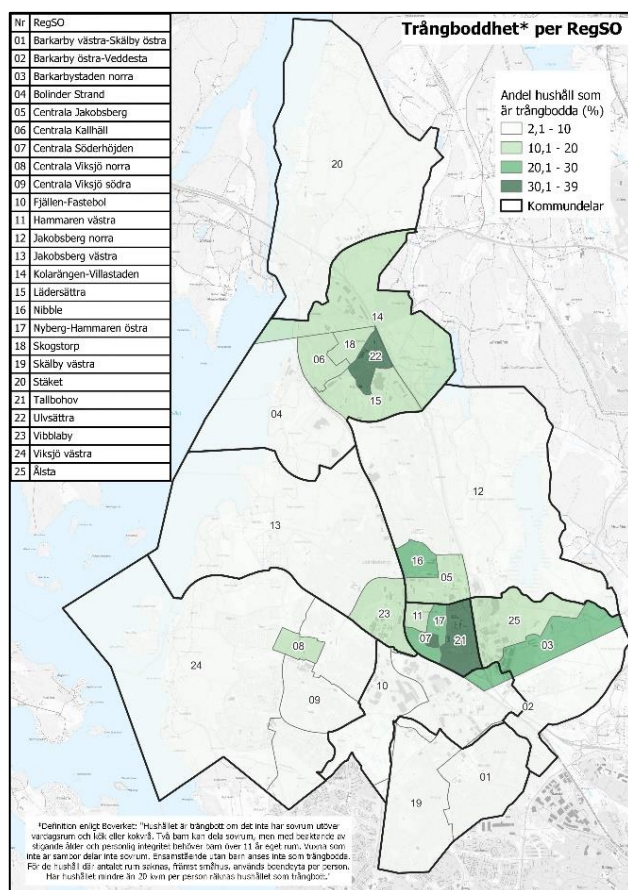 Trångboddhet* per RegSO
Nr RegSO
01 Barkarby västra-Skälby östra
02 Barkarby östra-Veddesta
03 Barkarbystaden norra
04 Bolinder Strand
05 Centrala Jakobsberg
06 Centrala Kallhäll
07 Centrala Söderhöjden
08 Centrala Viksjö norra
09 Centrala Viksjö södra
10 Fjällen-Fastebol
11 Hammaren västra
12 Jakobsberg norra
13 Jakobsberg västra
14 Kolarängen-Villastaden
15 Lädersättra
16 Nibble
17 Nyberg-Hammaren östra
18 Skogstorp
19 Skälby västra
20 Stäket
21 Tallbohov
22 Ulvsättra
23 Vibblaby
24 Viksjö västra
25 Ålsta
Andel hushåll som
är trångbodda (%)
2,1 - 10
10,1 - 20
20,1 - 30
30,1 - 39
Kommundelar
20
14
18
06
22
15
04
12
13
16
05
23
11
17
07
21
25
03
08
24
09
10
02
01
19
*Definition enligt Boverket: "Hushållet är trångbott om det inte har sovrum utöver
vardagsrum och kök eller kokvrå. Två barn kan dela sovrum, men med beaktande av
stigande ålder och personlig integritet behöver barn över 11 år eget rum. Vuxna som
inte är sambor delar inte sovrum. Ensamstående utan barn anses inte som trångbodda.
För de hushåll där antalet rum saknas, främst småhus, används boendeyta per person.
Har hushållet mindre än 20 kvm per person räknas hushållet som trångbott."